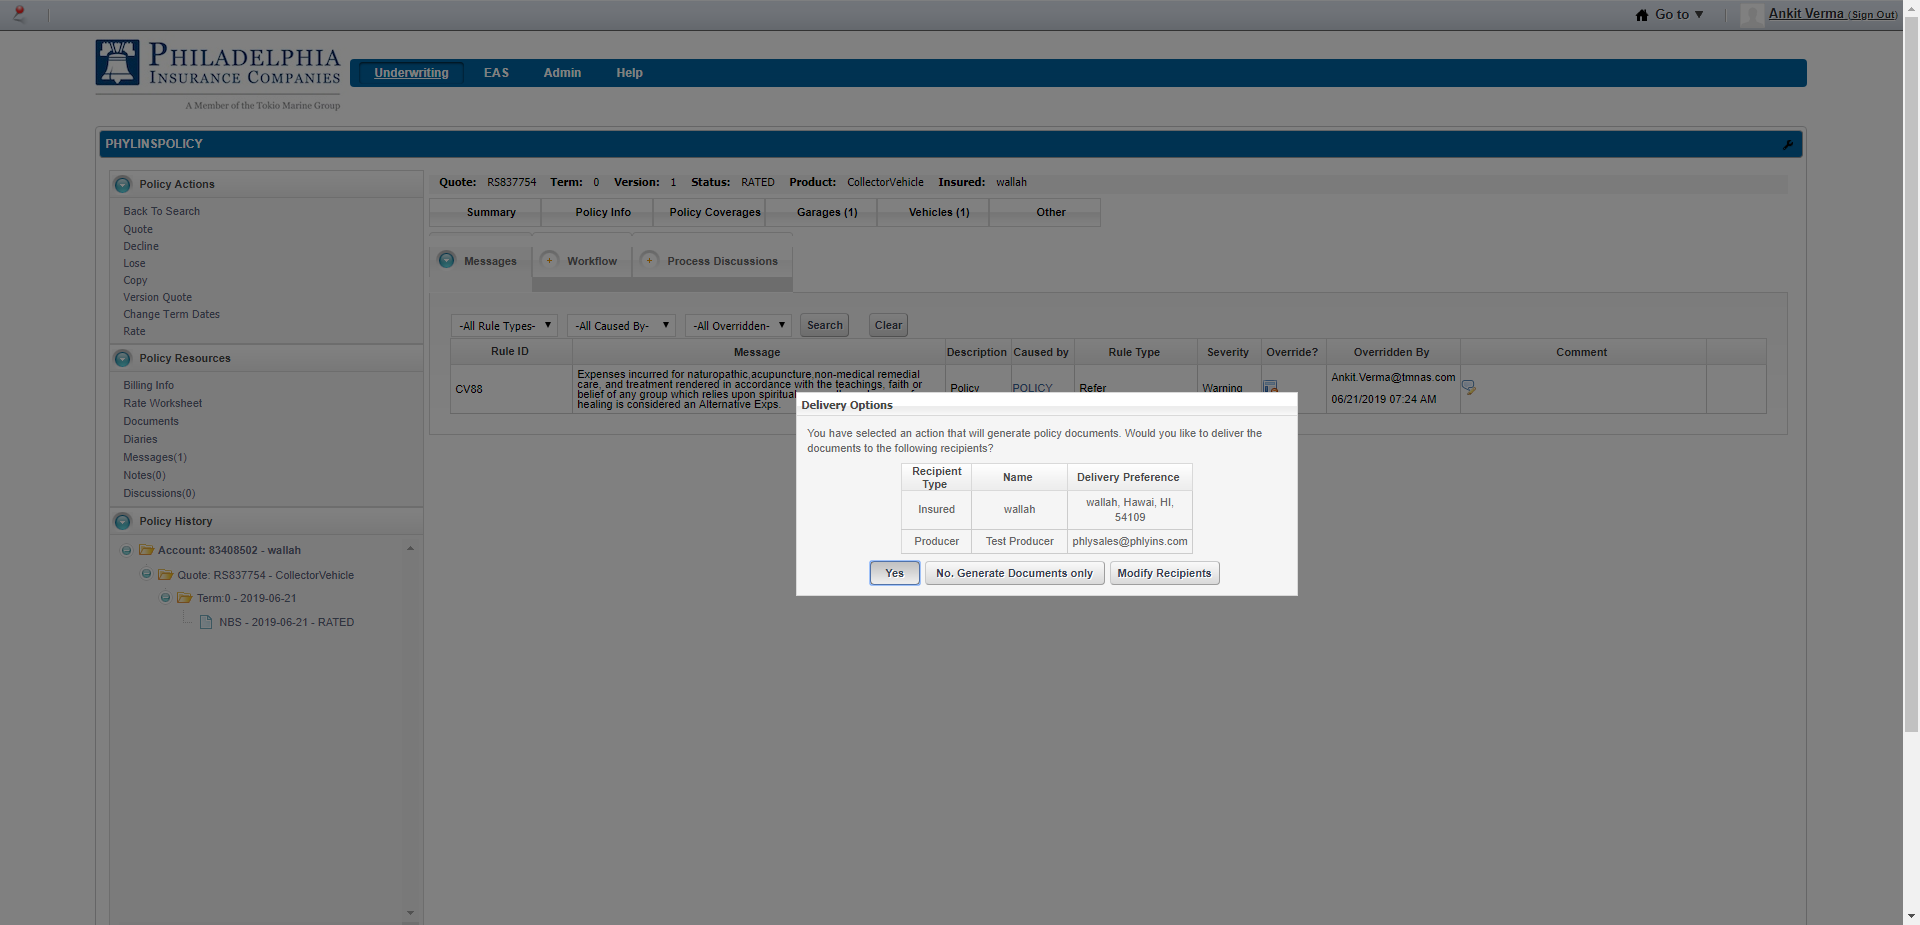 Go to ▼
Ankit Verma (Sign Out)
PHILADELPHIA
INSURANCE COMPANIES
A Member of the Tokio Marine Group
Underwriting EAS Admin Help
PHYLINSPOLICY
Policy Actions
Back To Search
Quote
Decline
Lose
Copy
Version Quote
Change Term Dates
Rate
Policy Resources
Billing Info
Rate Worksheet
Documents
Diaries
Messages(1)
Notes(0)
Discussions(0)
Policy History
Account: 83408502 - wallah
Quote: RS837754 - CollectorVehicle
Term:0 - 2019-06-21
NBS - 2019-06-21 - RATED
Quote: RS837754 Term: 0 Version: 1 Status: RATED Product: CollectorVehicle Insured: wallah
Summary Policy Info Policy Coverages Garages (1) Vehicles (1) Other
Messages Workflow Process Discussions
-All Rule Types- ▼ -All Caused By- ▼ -All Overridden- ▼ Search Clear
Rule ID Message Description Caused by Rule Type Severity Override? Overridden By Comment
CV88
Expenses incurred for naturopathic,acupuncture,non-medical remedial
care, and treatment rendered in accordance with the teachings, faith or
belief of any group which relies upon spiritual
healing is considered an Alternative Exps.
Policy POLICY Refer Warning
Ankit.Verma@tmnas.com
06/21/2019 07:24 AM
Delivery Options
You have selected an action that will generate policy documents. Would you like to deliver the
documents to the following recipients?
Recipient
Type
Name Delivery Preference
Insured wallah
wallah, Hawai, HI,
54109
Producer Test Producer phlysales@phlyins.com
Yes No. Generate Documents only Modify Recipients